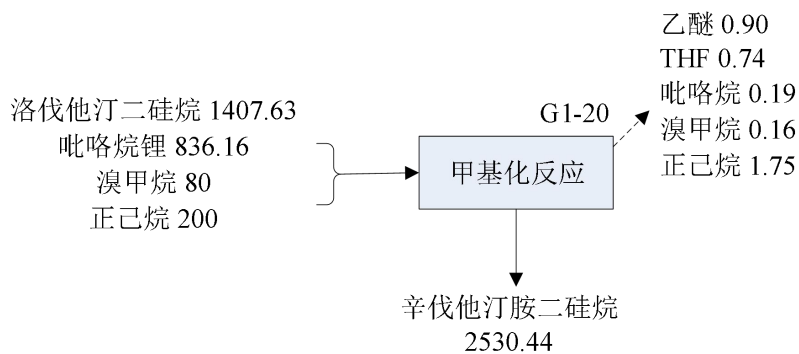 洛伐他汀二硅烷 1407.63
吡咯烷锂 836.16
溴甲烷 80
正己烷 200
G1-20
甲基化反应
乙醚 0.90
THF 0.74
吡咯烷 0.19
溴甲烷 0.16
正己烷 1.75
辛伐他汀胺二硅烷
2530.44